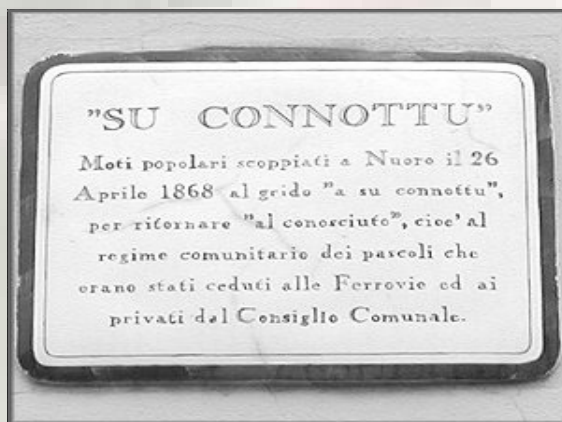 "SU CONNOTTU"
Moti popolari scoppiati a Nuoro il 26
Aprile 1868 al grido "a su connottu",
per ritornare "al conosciuto", cioe' al
regime comunitario dei pascoli che
erano stati ceduti alle Ferrovie ed ai
privati dal Consiglio Comunale.